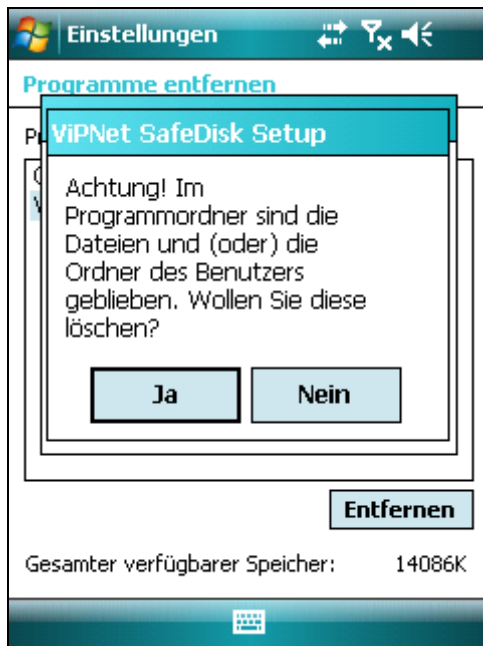 Einstellungen
Programme entfernen
ViPNet SafeDisk Setup
Achtung! Im
Programmordner sind die
Dateien und (oder) die
Ordner des Benutzers
geblieben. Wollen Sie diese
löschen?
Ja
Nein
Entfernen
Gesamter verfügbarer Speicher: 14086K